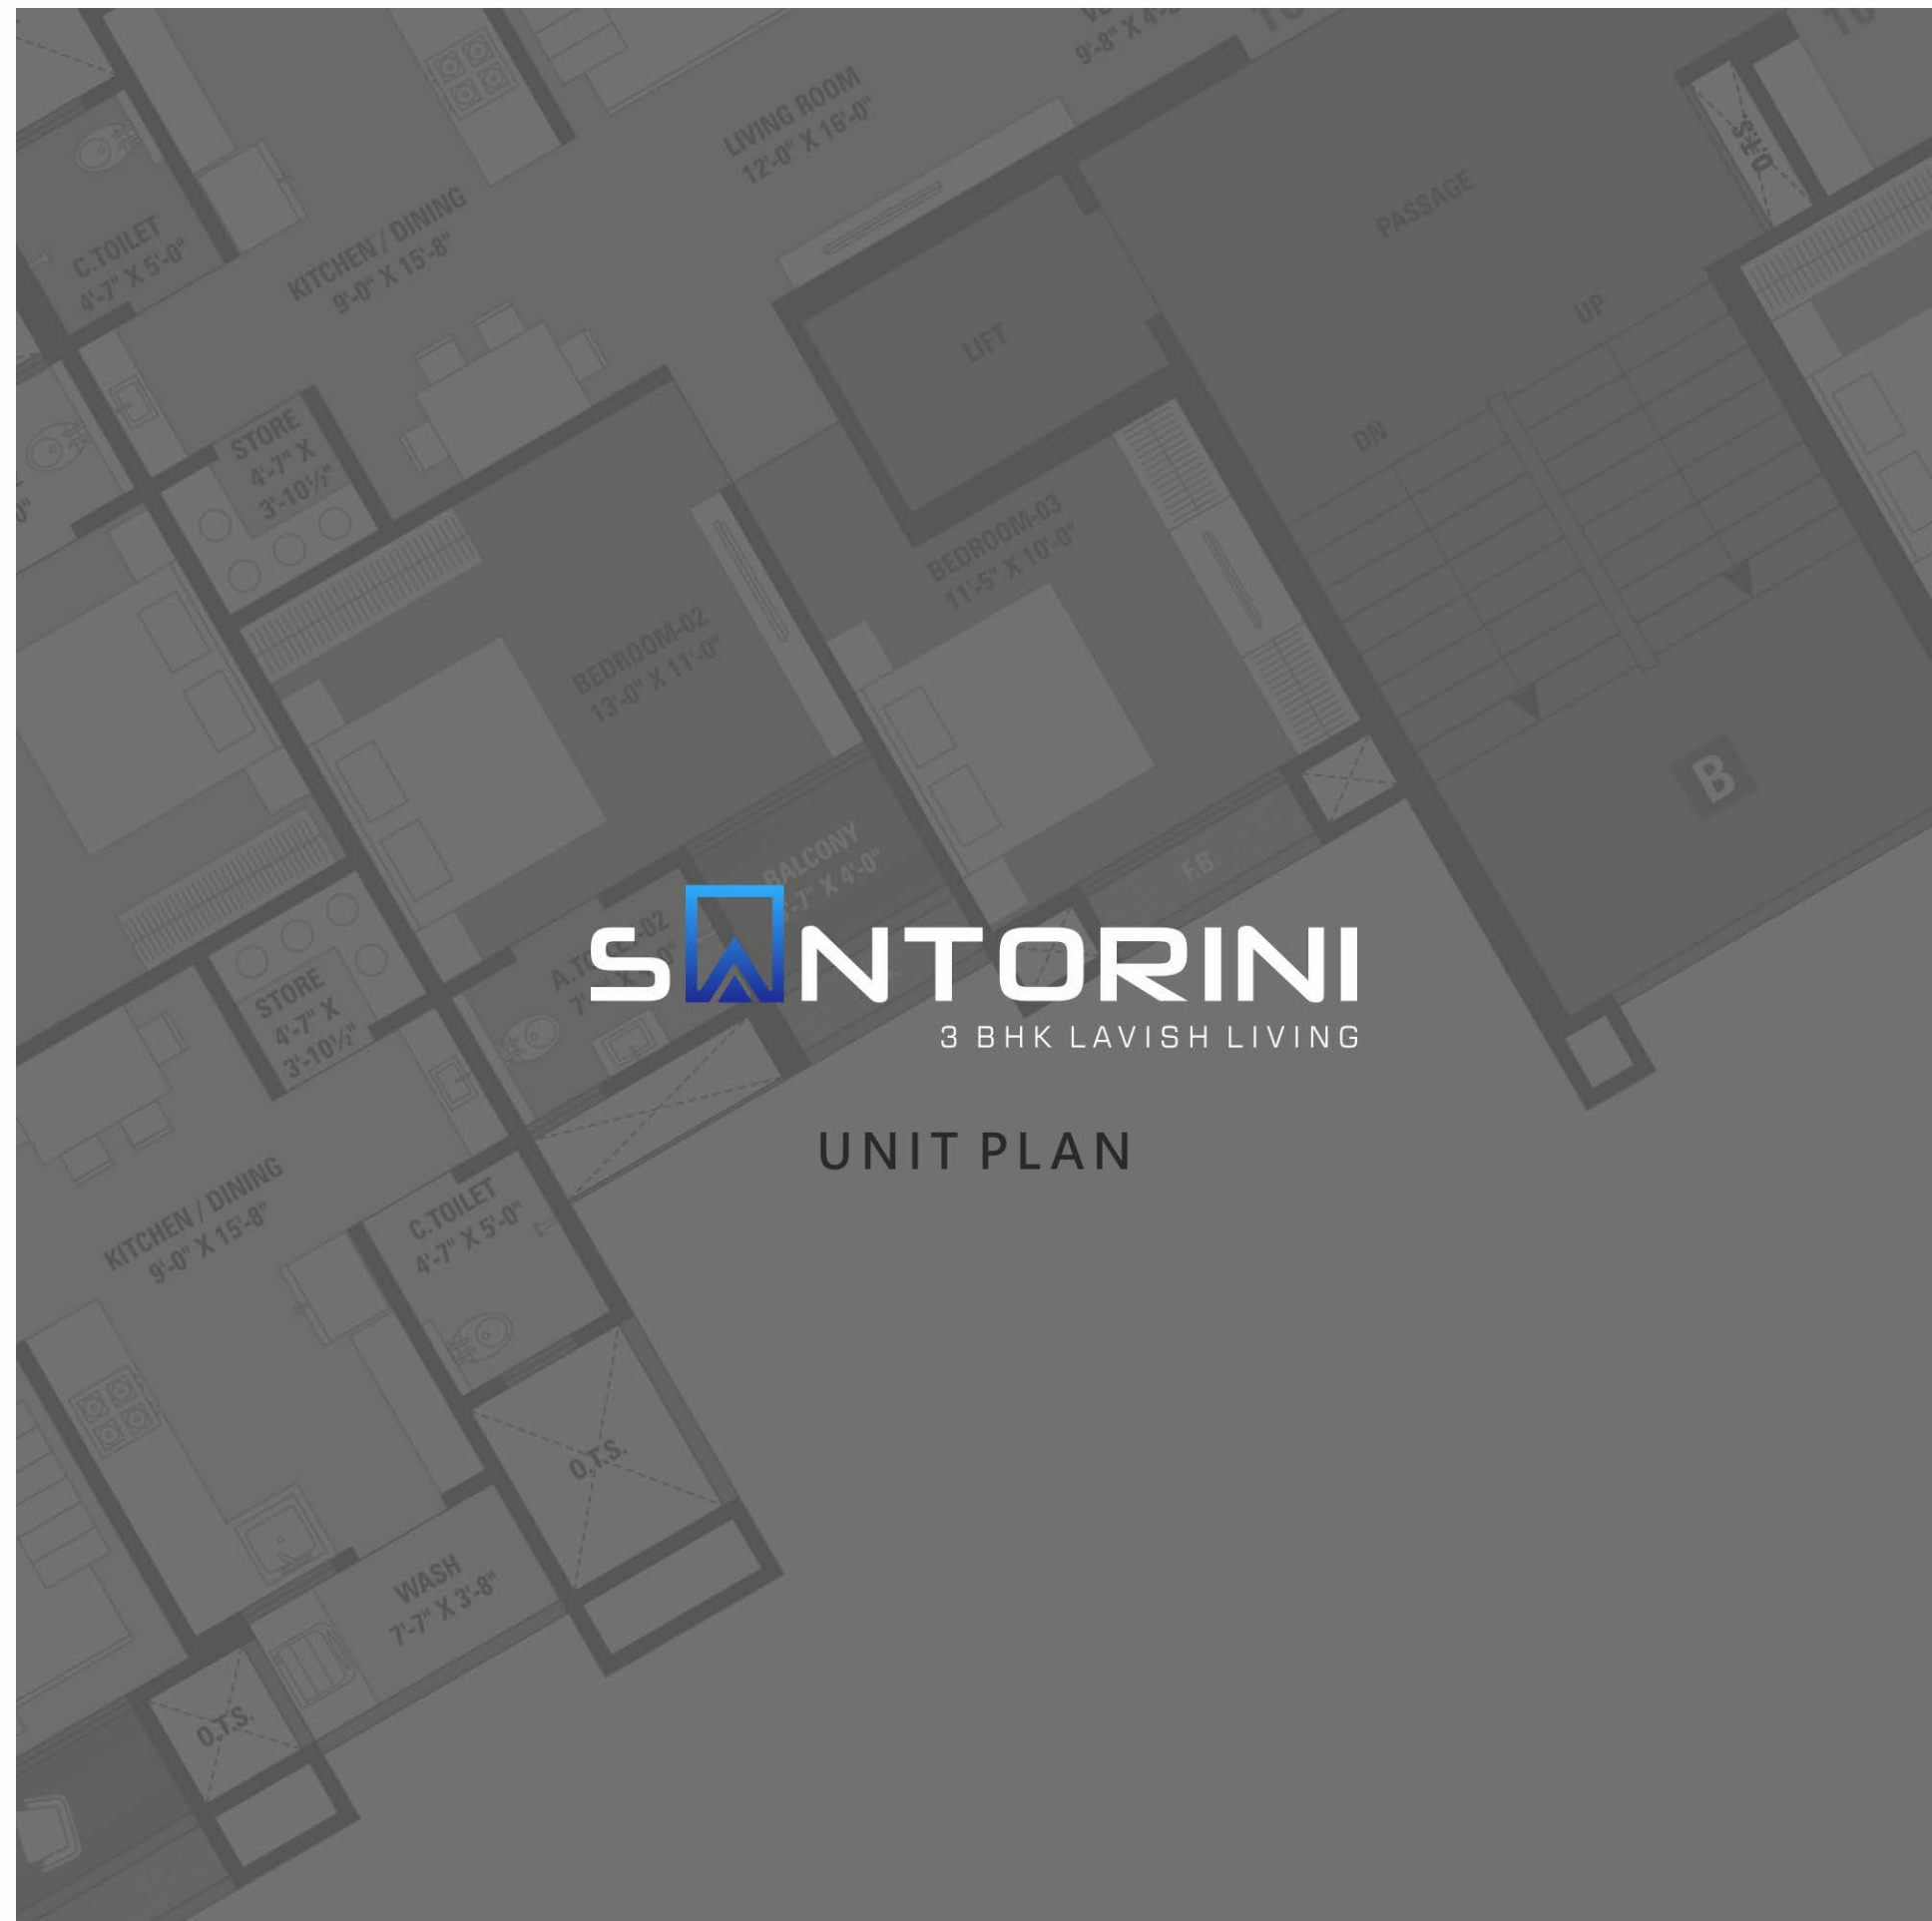 LIVING ROOM
12'-0" X 16'-0"
PASSAGE
C.TOILET
4'-7" X 5'-0"
KITCHEN / DINING
9'-0" X 15'-8"
LIFT
UP
DN
STORE
4'-7" X
3'-10½"
BEDROOM-03
11'-5" X 10'-0"
BEDROOM-02
13'-0" X 11'-0"
B
BALCONY
X 4'-0"
F.B.
SANTORINI
3 BHK LAVISH LIVING
UNIT PLAN
STORE
4'-7" X
3'-10½"
KITCHEN / DINING
9'-0" X 15'-8"
C.TOILET
4'-7" X 5'-0"
O.T.S.
WASH
7'-7" X 3'-8"
O.T.S.